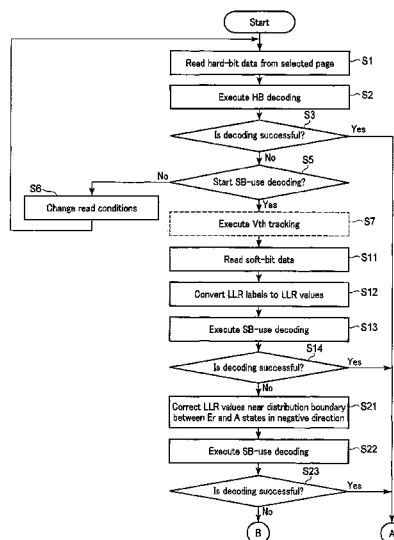 Start
Read hard-bit data from selected page
S1
Execute HB decoding
S2
S3
Is decoding successful?
Yes
No
S5
Start SB-use decoding?
No
S6
Change read conditions
Yes
Execute Vth tracking
S7
Read soft-bit data
S11
Convert LLR labels to LLR values
S12
Execute SB-use decoding
S13
S14
Is decoding successful?
Yes
No
Correct LLR values near distribution boundary
between Er and A states in negative direction
S21
Execute SB-use decoding
S22
S23
Is decoding successful?
Yes
No
B
A